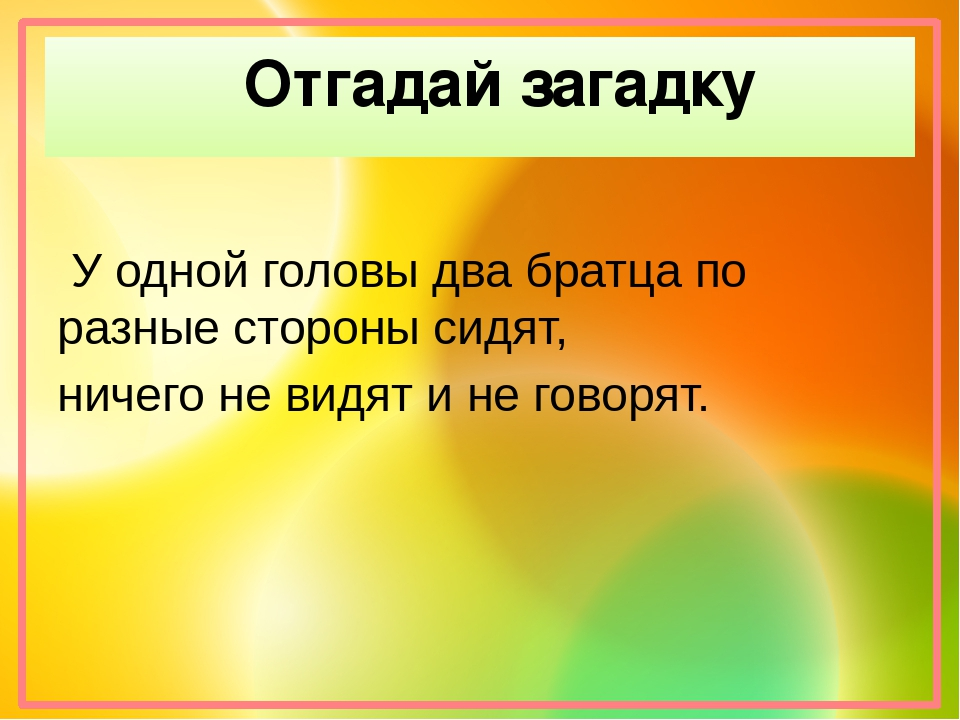 Отгадай загадку
У одной головы два братца по
разные стороны сидят,
ничего не видят и не говорят.